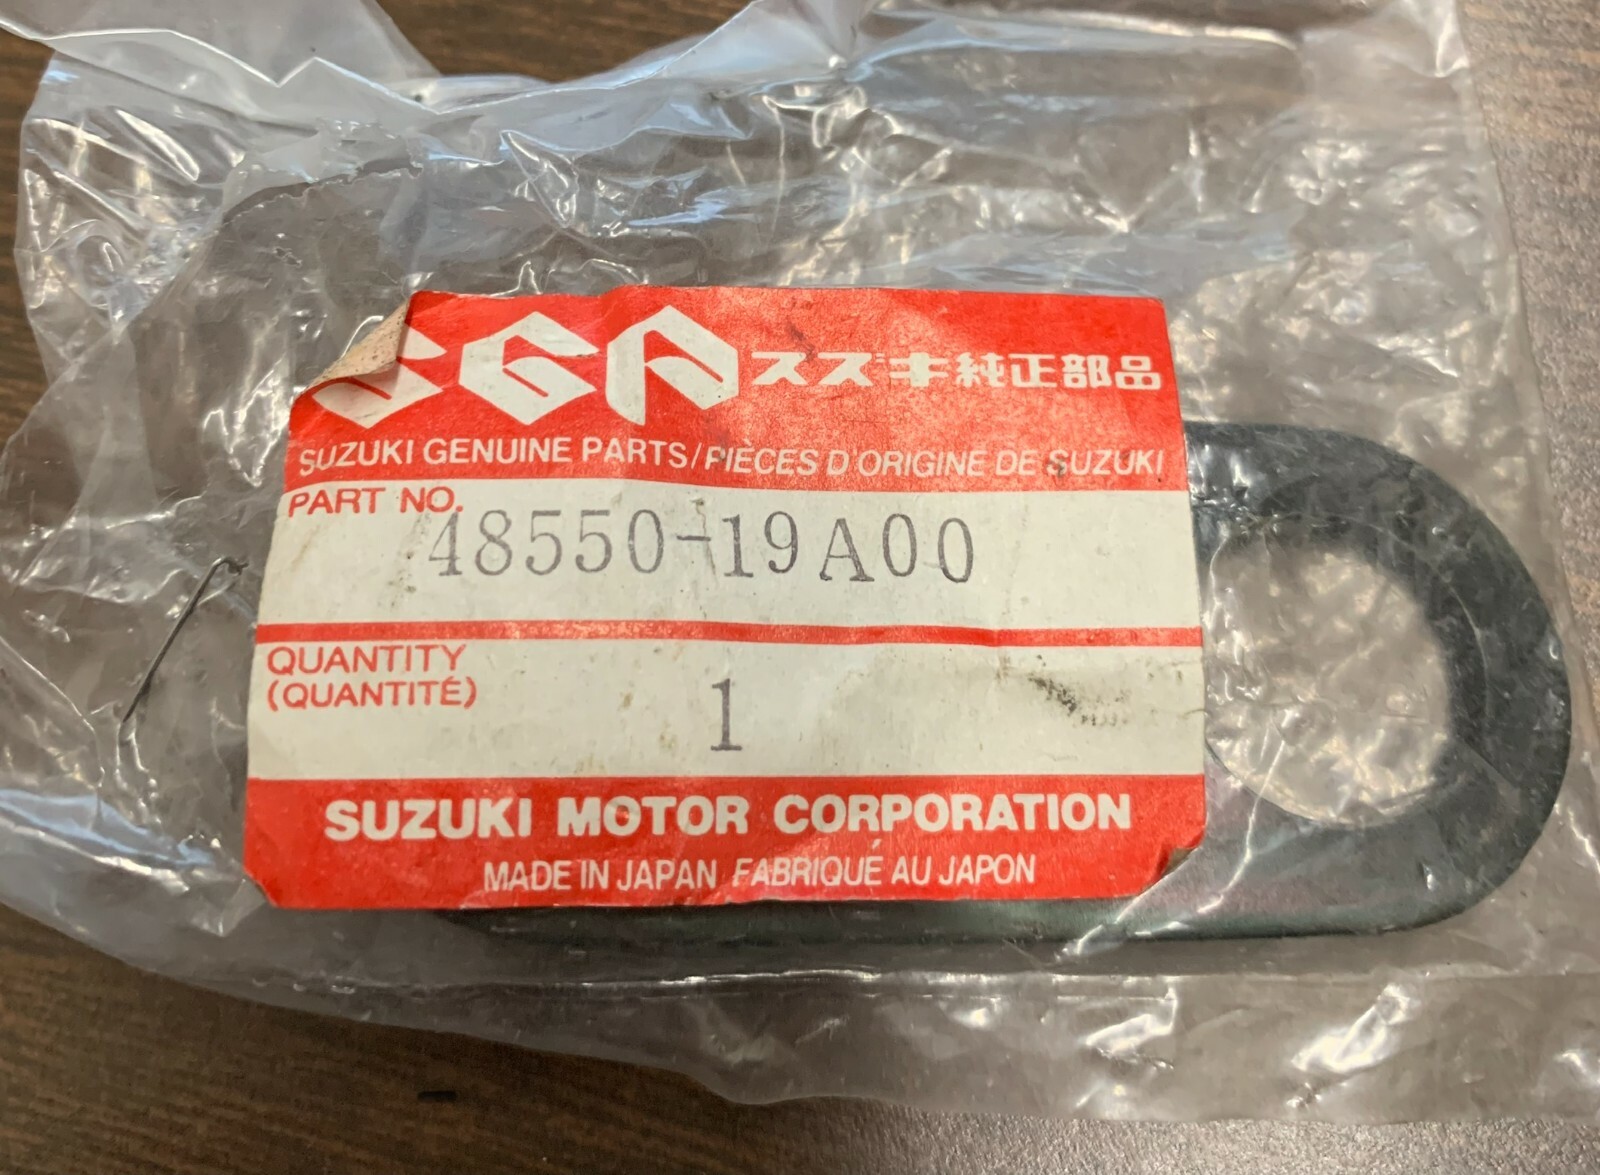 SGP スズキ純正部品
SUZUKI GENUINE PARTS/PIÈCES D'ORIGINE DE SUZUKI
PART NO.
48550-19A00
QUANTITY
(QUANTITÉ)
1
SUZUKI MOTOR CORPORATION
MADE IN JAPAN FABRIQUÉ AU JAPON